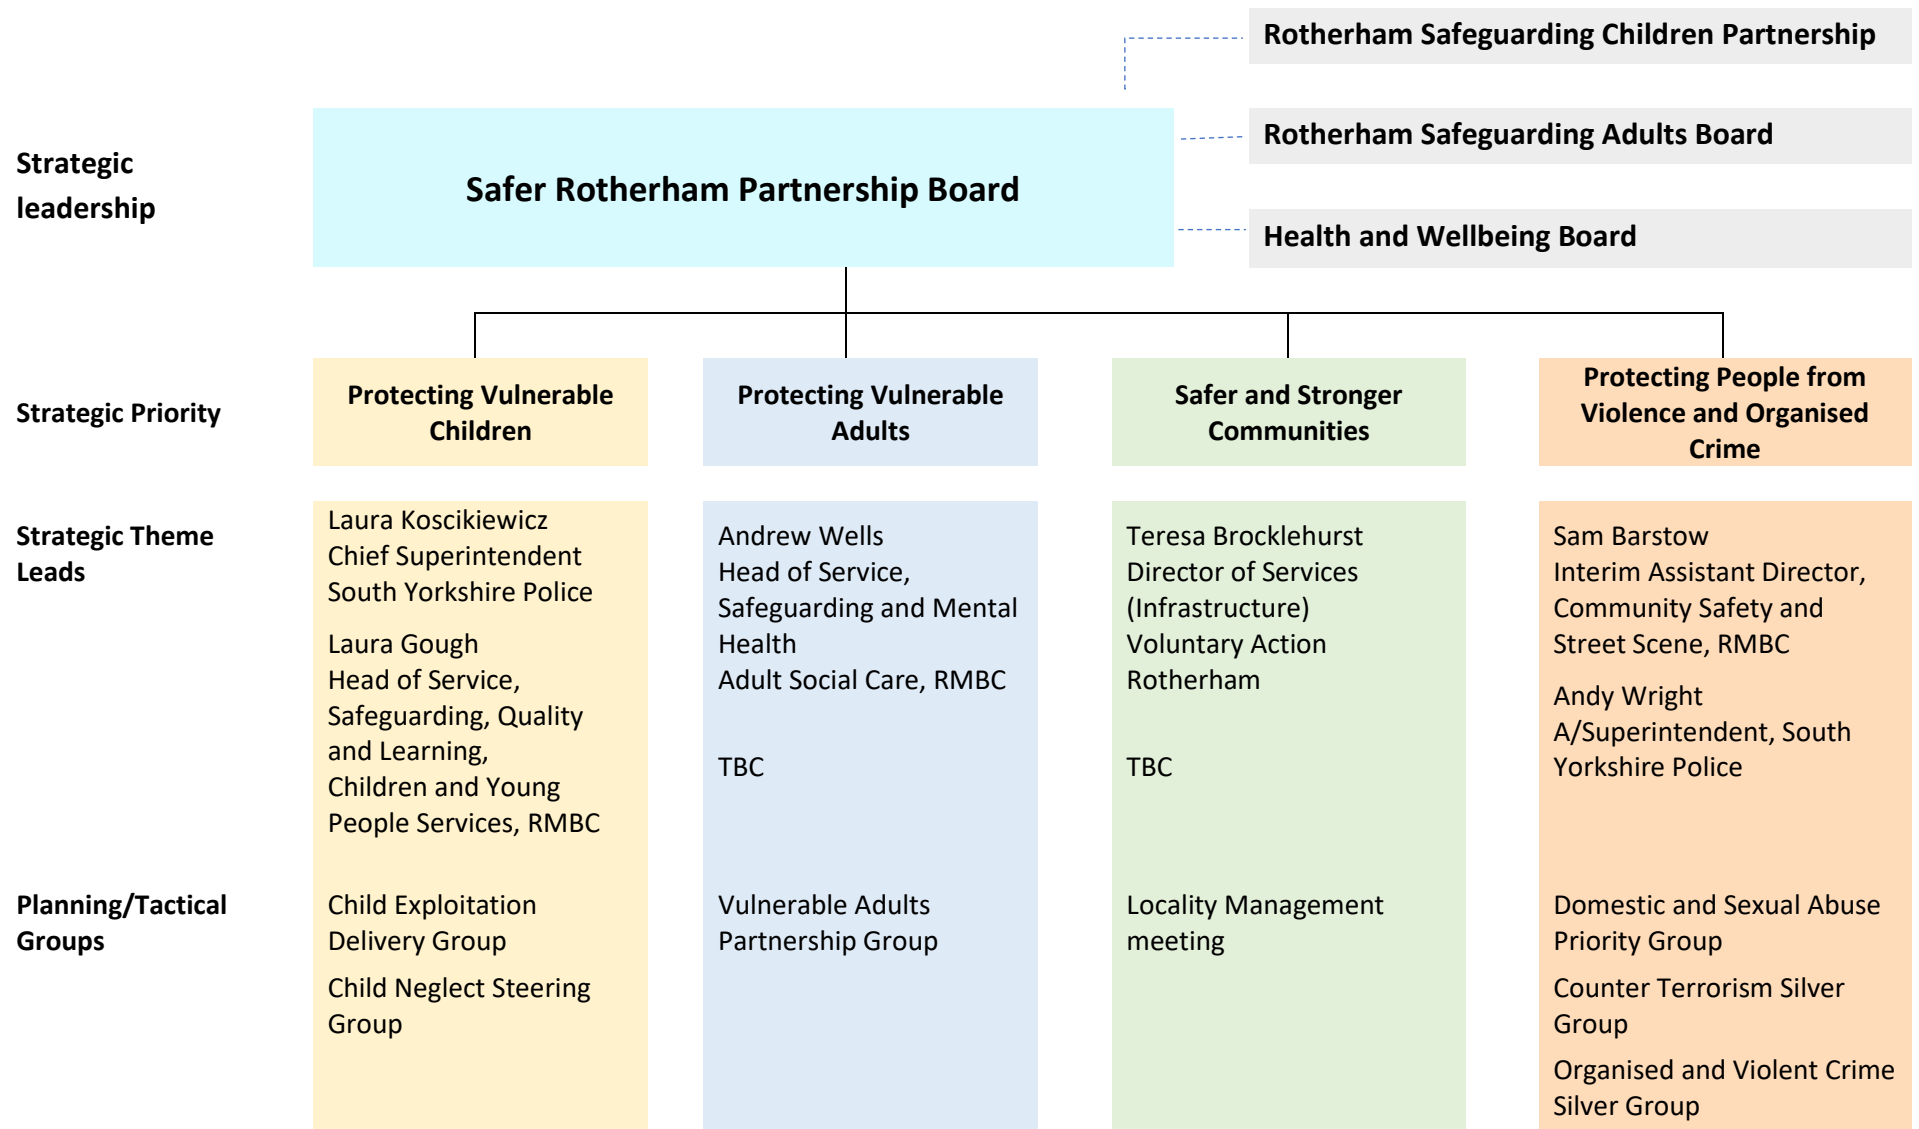 Rotherham Safeguarding Children Partnership
Strategic
leadership
Safer Rotherham Partnership Board
Rotherham Safeguarding Adults Board
Health and Wellbeing Board
Strategic Priority
Protecting Vulnerable
Children
Protecting Vulnerable
Adults
Safer and Stronger
Communities
Protecting People from
Violence and Organised
Crime
Strategic Theme
Leads
Laura Koscikiewicz
Chief Superintendent
South Yorkshire Police
Laura Gough
Head of Service,
Safeguarding, Quality
and Learning,
Children and Young
People Services, RMBC
Andrew Wells
Head of Service,
Safeguarding and Mental
Health
Adult Social Care, RMBC
TBC
Teresa Brocklehurst
Director of Services
(Infrastructure)
Voluntary Action
Rotherham
TBC
Sam Barstow
Interim Assistant Director,
Community Safety and
Street Scene, RMBC
Andy Wright
A/Superintendent, South
Yorkshire Police
Planning/Tactical
Groups
Child Exploitation
Delivery Group
Child Neglect Steering
Group
Vulnerable Adults
Partnership Group
Locality Management
meeting
Domestic and Sexual Abuse
Priority Group
Counter Terrorism Silver
Group
Organised and Violent Crime
Silver Group